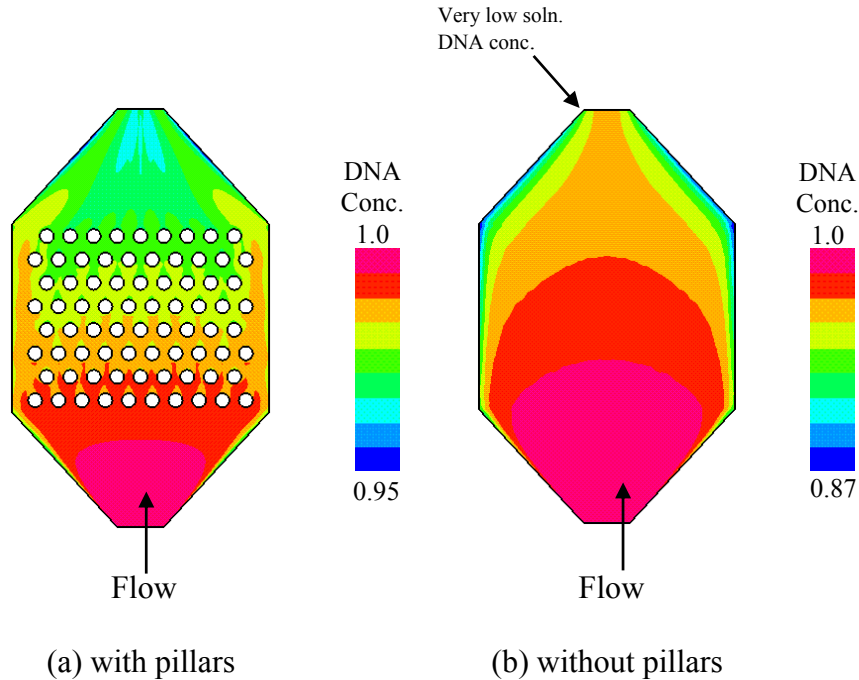 Very low soln.
DNA conc.
DNA
Conc.
1.0
0.95
DNA
Conc.
1.0
0.87
Flow
Flow
(a) with pillars
(b) without pillars